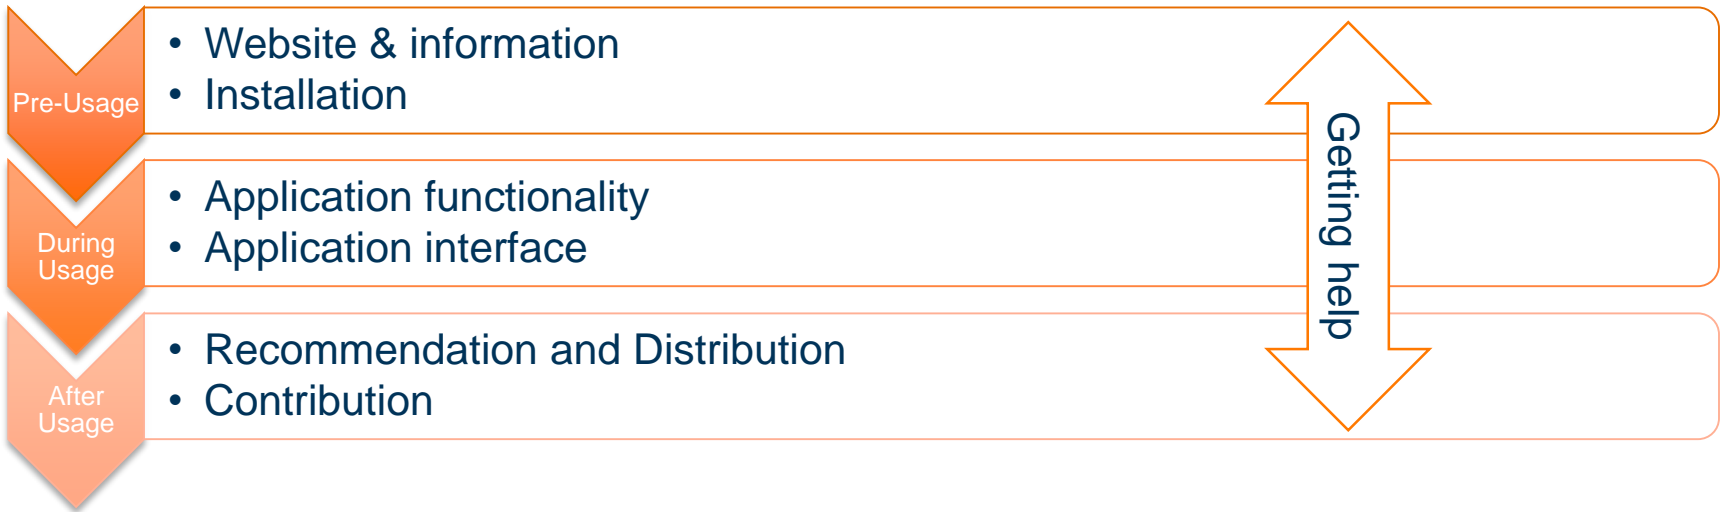 Pre-Usage
• Website & information
• Installation
During
Usage
• Application functionality
• Application interface
After
Usage
• Recommendation and Distribution
• Contribution
Getting help